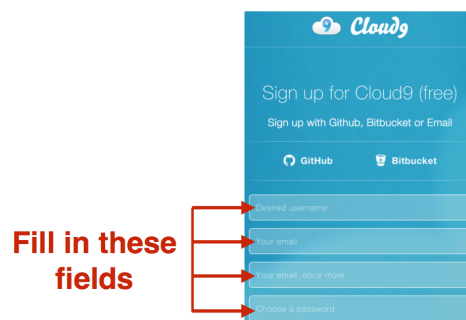 9 Cloud9
Sign up for Cloud9 (free)
Sign up with Github, Bitbucket or Email
GitHub Bitbucket
Desired username
Your email
Your email, once more
Choose a password
Fill in these
fields